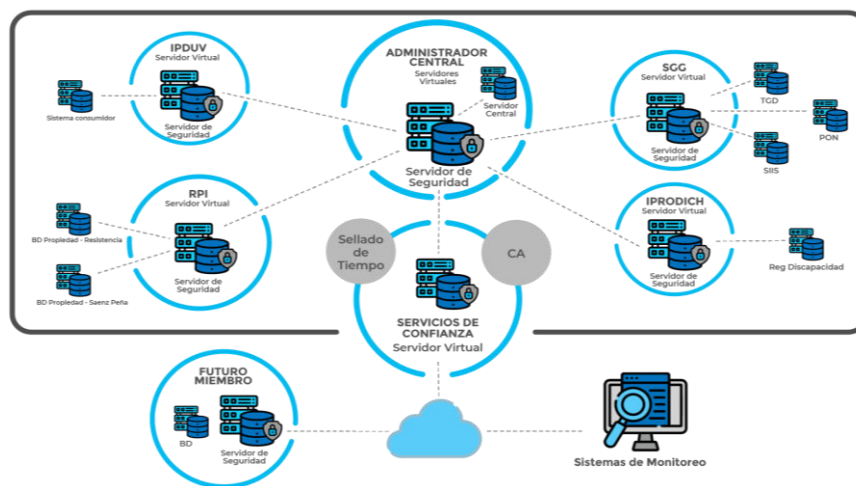 IPDUV
Servidor Virtual
Sistema consumidor
Servidor de
Seguridad
ADMINISTRADOR
CENTRAL
Servidores
Virtuales
Servidor
Central
Servidor de
Seguridad
SGG
Servidor Virtual
Servidor de
Seguridad
TGD
PON
SIIS
RPI
Servidor Virtual
BD Propiedad - Resistencia
BD Propiedad - Saenz Peña
Servidor de
Seguridad
IPRODICH
Servidor Virtual
Servidor de
Seguridad
Reg Discapacidad
Sellado
de
Tiempo
CA
SERVICIOS DE
CONFIANZA
Servidor Virtual
FUTURO
MIEMBRO
BD
Servidor de
Seguridad
Sistemas de Monitoreo